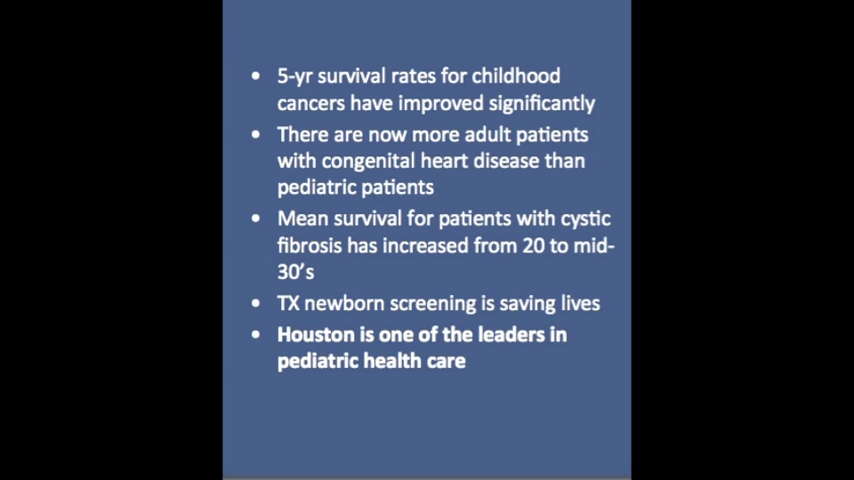 • 5-yr survival rates for childhood
cancers have improved significantly
• There are now more adult patients
with congenital heart disease than
pediatric patients
• Mean survival for patients with cystic
fibrosis has increased from 20 to mid-
30's
• TX newborn screening is saving lives
• Houston is one of the leaders in
pediatric health care